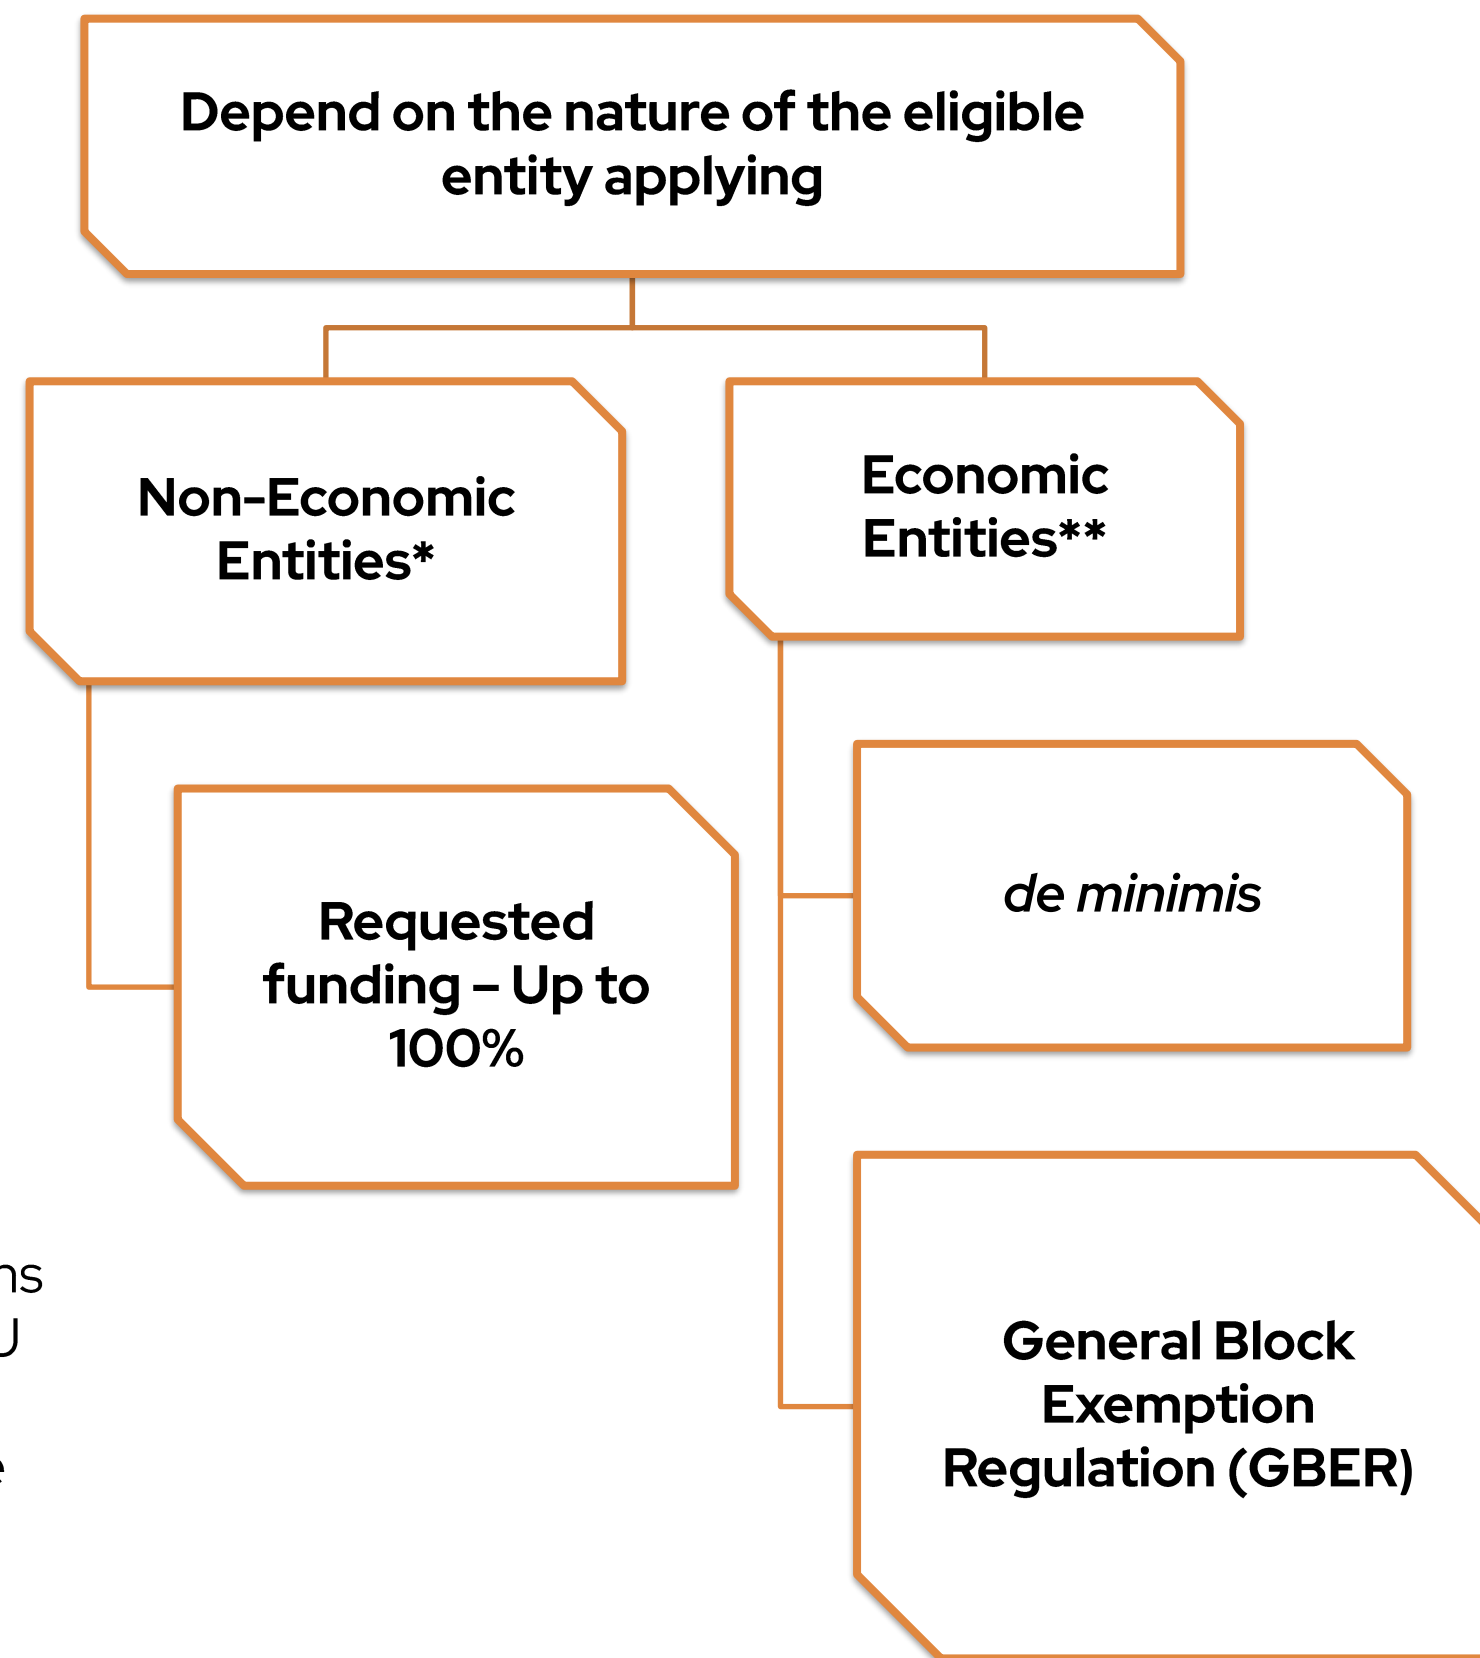 Depend on the nature of the eligible
entity applying
Non-Economic
Entities*
Economic
Entities**
Requested
funding – Up to
100%
de minimis
General Block
Exemption
Regulation (GBER)